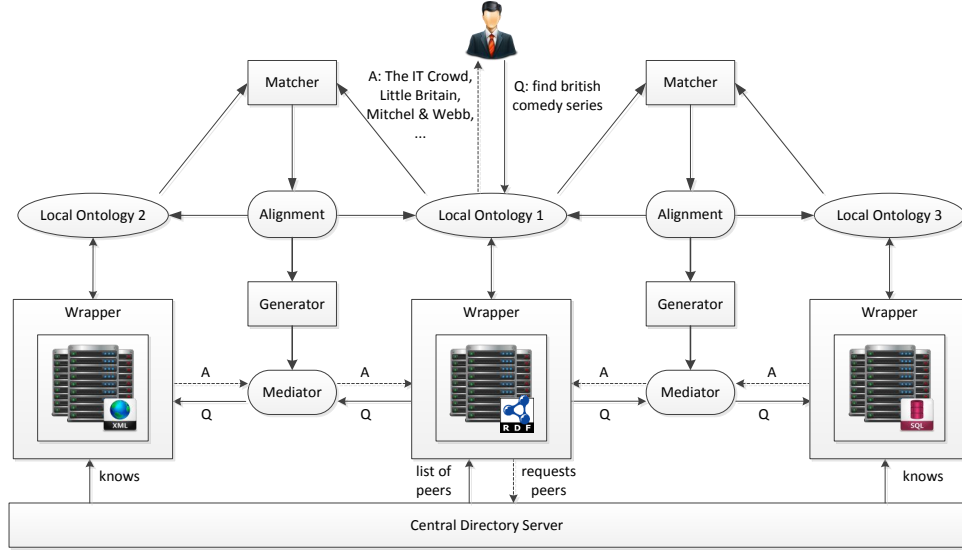 Matcher
A: The IT Crowd,
Little Britain,
Mitchel & Webb,
...
Q: find british
comedy series
Matcher
Local Ontology 2
Alignment
Local Ontology 1
Alignment
Local Ontology 3
Wrapper
Generator
Wrapper
Generator
Wrapper
XML
A
Q
Mediator
A
Q
RDF
A
Q
Mediator
A
Q
SQL
knows
list of
peers
requests
peers
knows
Central Directory Server